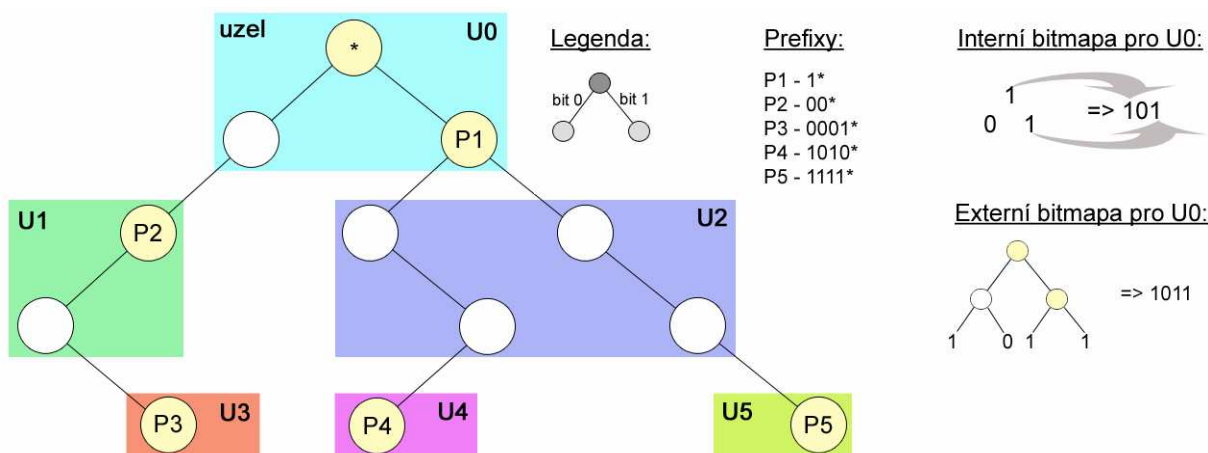 uzel
U0
*
P1
U1
P2
U2
P3
U3
P4
U4
U5
P5
Legenda:
bit 0
bit 1
Prefixy:
P1 - 1*
P2 - 00*
P3 - 0001*
P4 - 1010*
P5 - 1111*
Interní bitmapa pro U0:
1
0 1 => 101
Externí bitmapa pro U0:
=> 1011
1 0 1 1